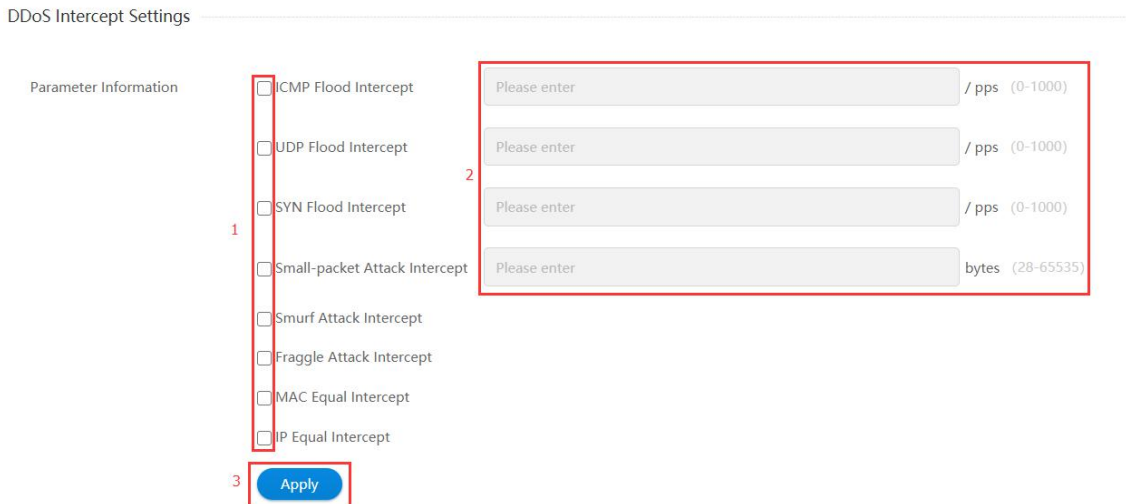 DDoS Intercept Settings
Parameter Information ICMP Flood Intercept Please enter / pps (0-1000)
UDP Flood Intercept Please enter / pps (0-1000)
2
SYN Flood Intercept Please enter / pps (0-1000)
1
Small-packet Attack Intercept Please enter bytes (28-65535)
Smurf Attack Intercept
Fraggle Attack Intercept
MAC Equal Intercept
IP Equal Intercept
3 Apply